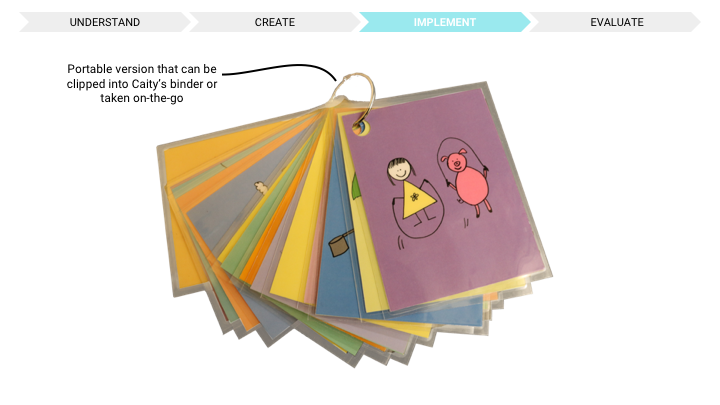 UNDERSTAND
CREATE
IMPLEMENT
EVALUATE
Portable version that can be
clipped into Caity's binder or
taken on-the-go